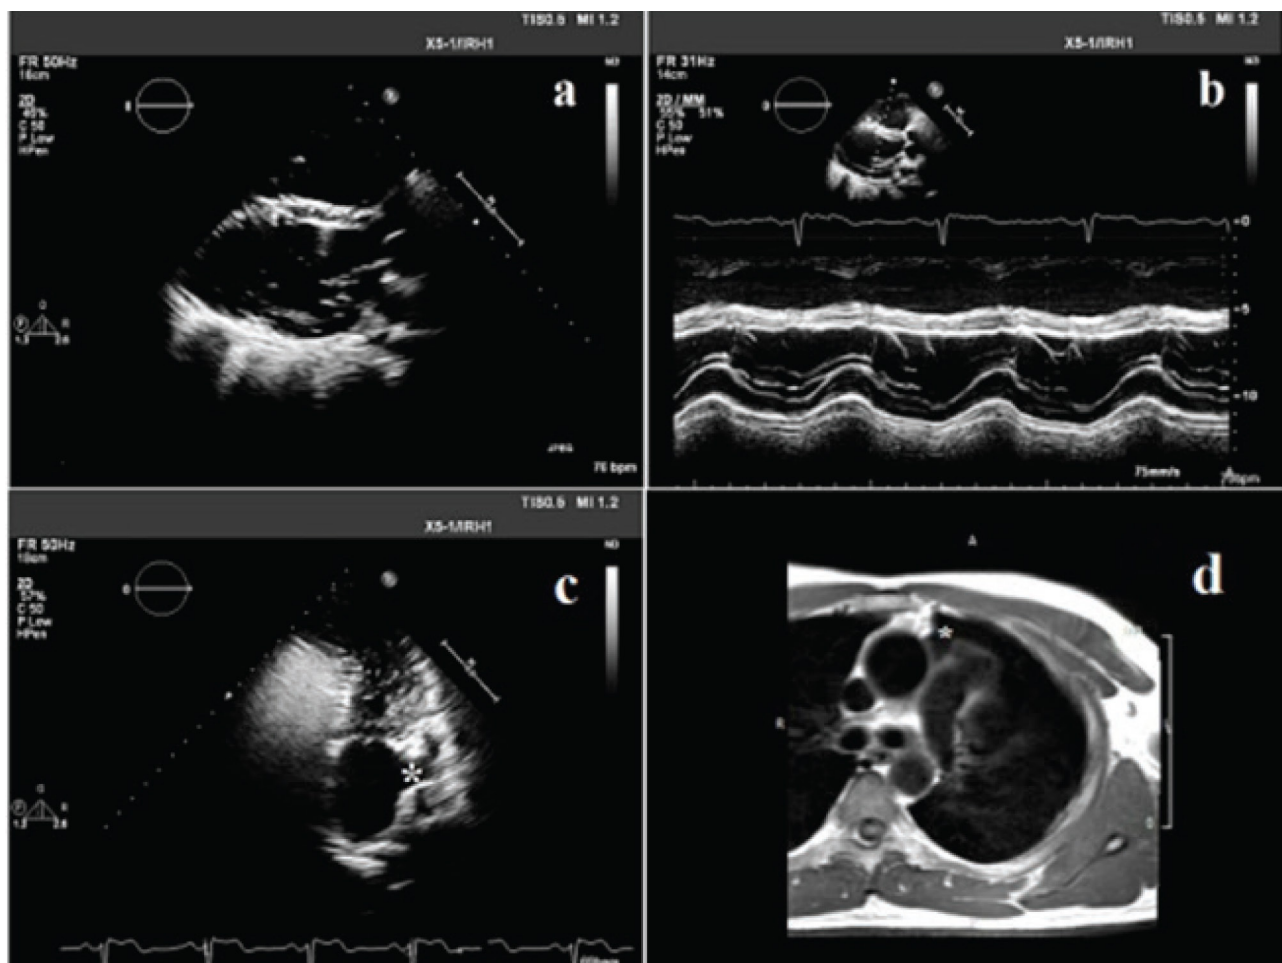 TIS0.5 MI 1.2
X5-1/IRH1
FR 50Hz
16cm
2D
C 50
P Low
HPen
a
76 bpm
TIS0.5 MI 1.2
X5-1/IRH1
FR 31Hz
14cm
2D / MM
51%
C 50
P Low
HPen
b
+0
-5
-10
75mm/s
TIS0.5 MI 1.2
X5-1/IRH1
FR 50Hz
2D
57%
C 50
P Low
HPen
c
*
A
d
*
R